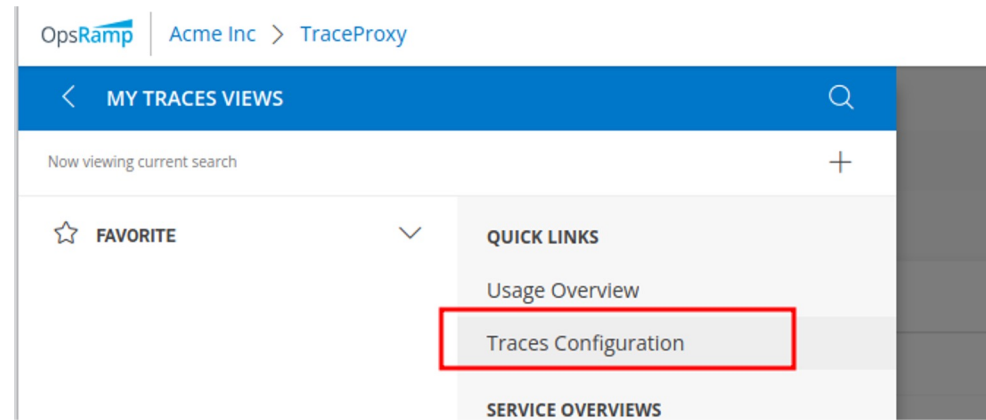 OpsRamp Acme Inc > TraceProxy
MY TRACES VIEWS
Now viewing current search
FAVORITE
QUICK LINKS
Usage Overview
Traces Configuration
SERVICE OVERVIEWS